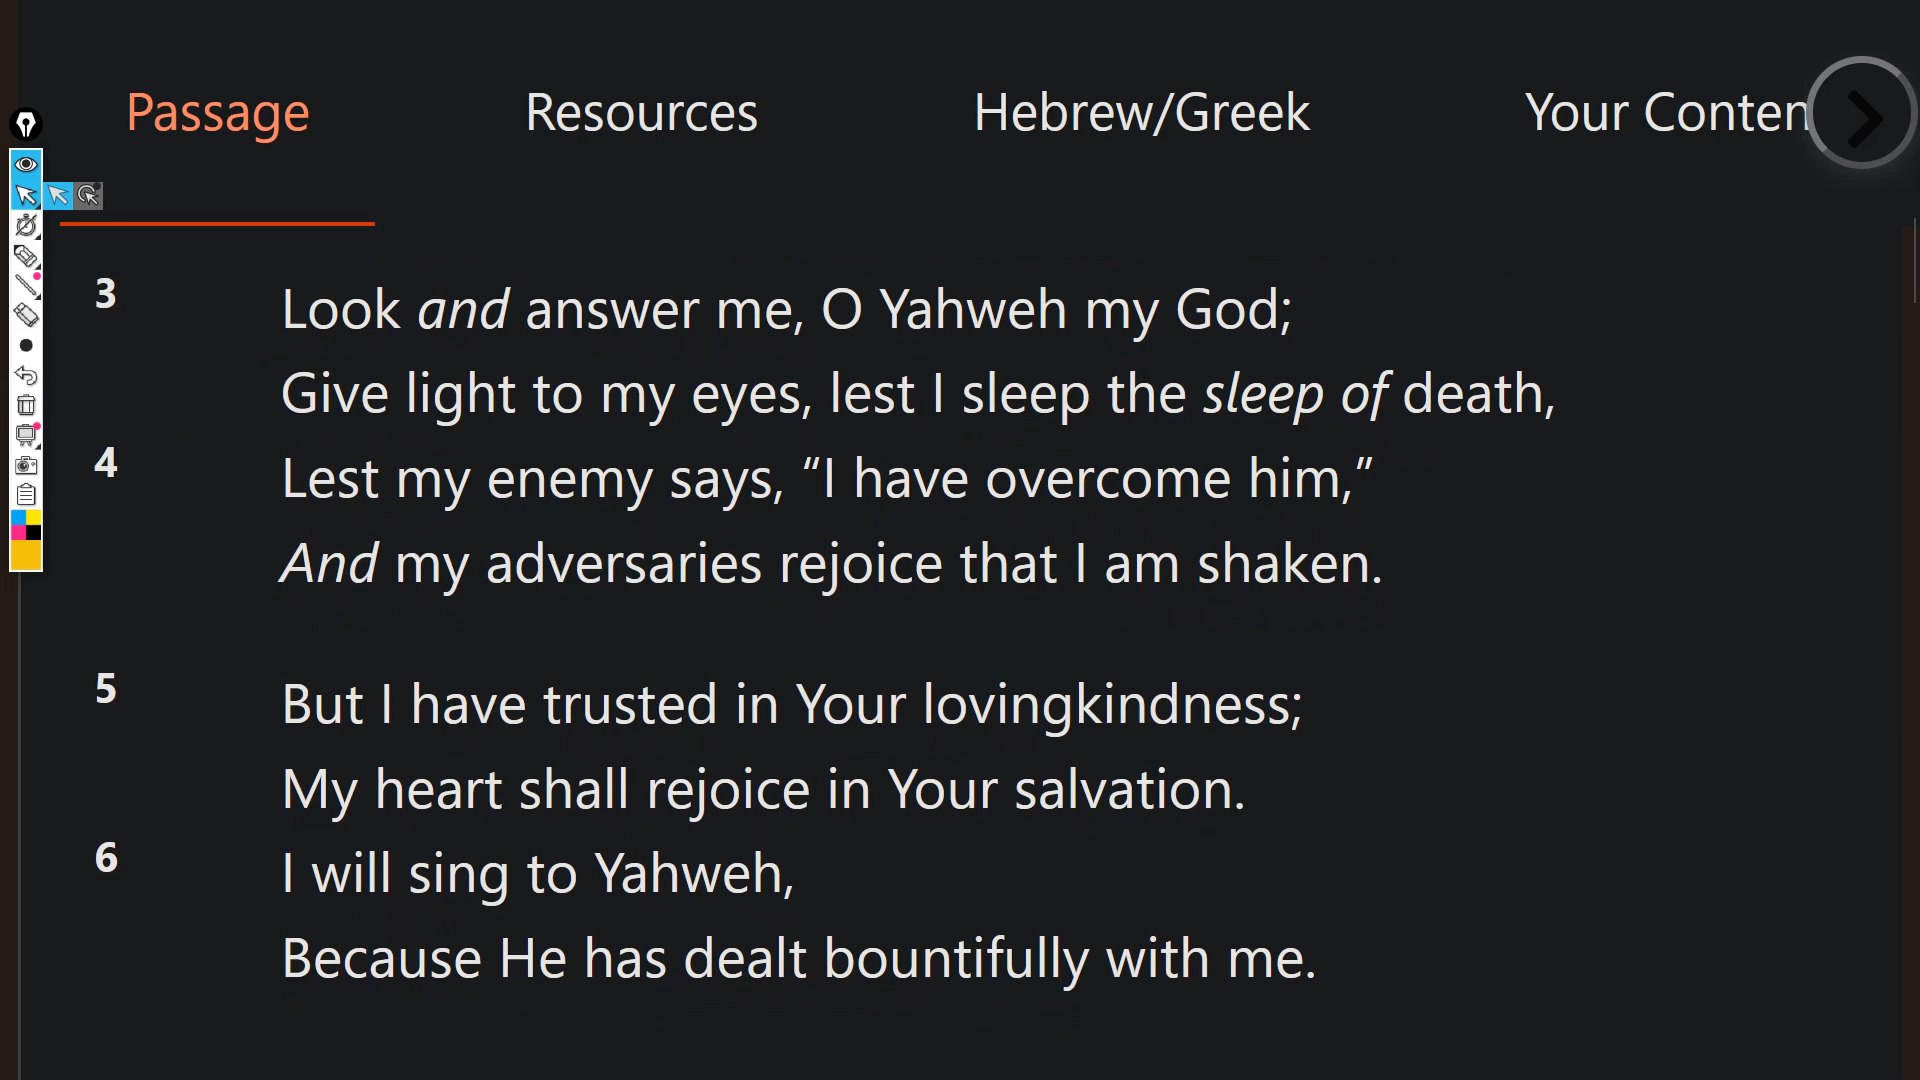 Passage
Resources
Hebrew/Greek
Your Conten
3
Look and answer me, O Yahweh my God;
Give light to my eyes, lest I sleep the sleep of death,
4
Lest my enemy says, “I have overcome him,”
And my adversaries rejoice that I am shaken.
5
But I have trusted in Your lovingkindness;
My heart shall rejoice in Your salvation.
6
I will sing to Yahweh,
Because He has dealt bountifully with me.